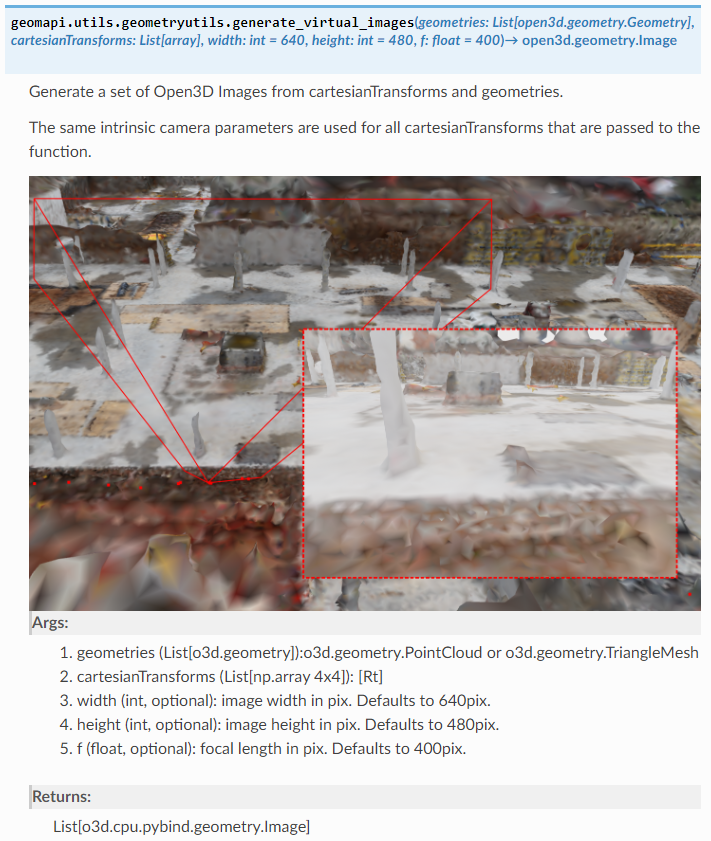 geomapi.utils.geometryutils.generate_virtual_images(geometries: List[open3d.geometry.Geometry],
cartesianTransforms: List[array], width: int = 640, height: int = 480, f: float = 400)→ open3d.geometry.Image
Generate a set of Open3D Images from cartesianTransforms and geometries.
The same intrinsic camera parameters are used for all cartesianTransforms that are passed to the
function.
Args:
1. geometries (List[o3d.geometry]):o3d.geometry.PointCloud or o3d.geometry.TriangleMesh
2. cartesianTransforms (List[np.array 4x4]): [Rt]
3. width (int, optional): image width in pix. Defaults to 640pix.
4. height (int, optional): image height in pix. Defaults to 480pix.
5. f (float, optional): focal length in pix. Defaults to 400pix.
Returns:
List[o3d.cpu.pybind.geometry.Image]